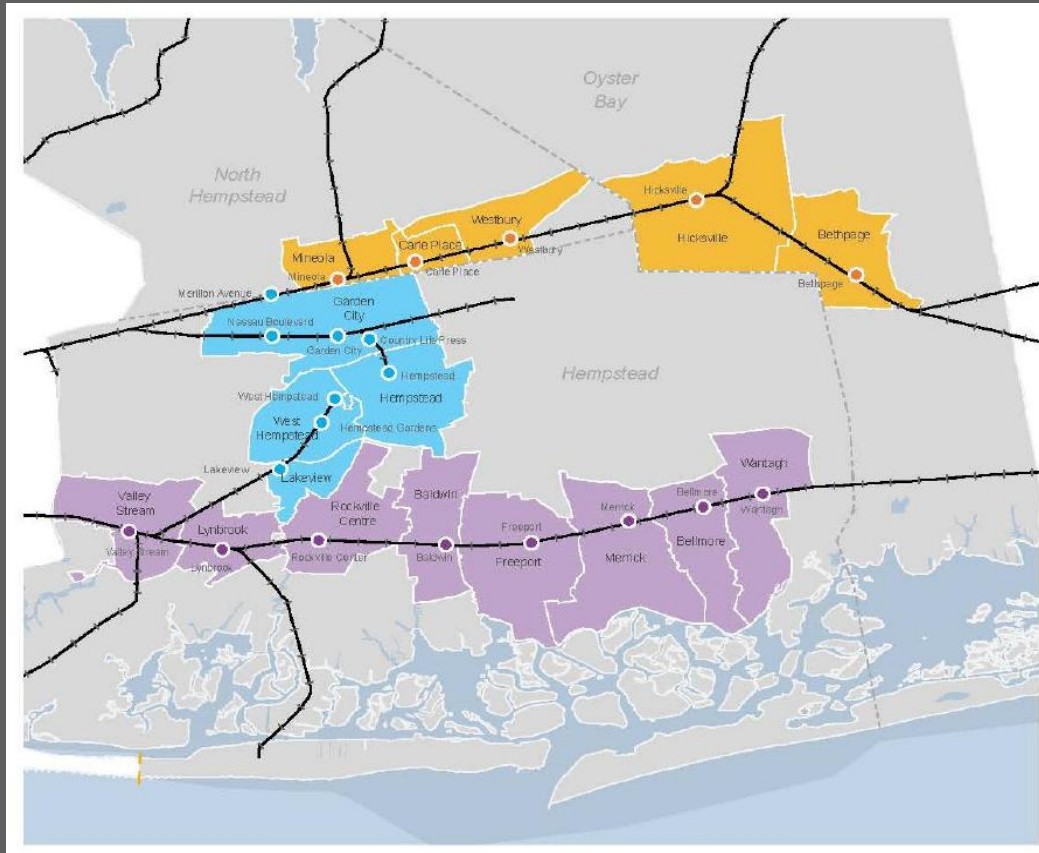 Oyster
Bay
North
Hempstead
Hicksville
Westbury
Hicksville
Bethpage
Carle Place
Westbury
Mineola
Carle Place
Mineola
Bethpage
Merillon Avenue
Garden
City
Nassau Boulevard
Country Life Press
Garden City
Hempstead
Hempstead
West Hempstead
Hempstead
West
Hempstead
Hempstead Gardens
Lakeview
Lakeview
Wantagh
Valley
Stream
Baldwin
Bellmore
Rockville
Centre
Merrick
Wantagh
Lynbrook
Freeport
Bellmore
Valley Stream
Rockville Center
Baldwin
Freeport
Merrick
Lynbrook